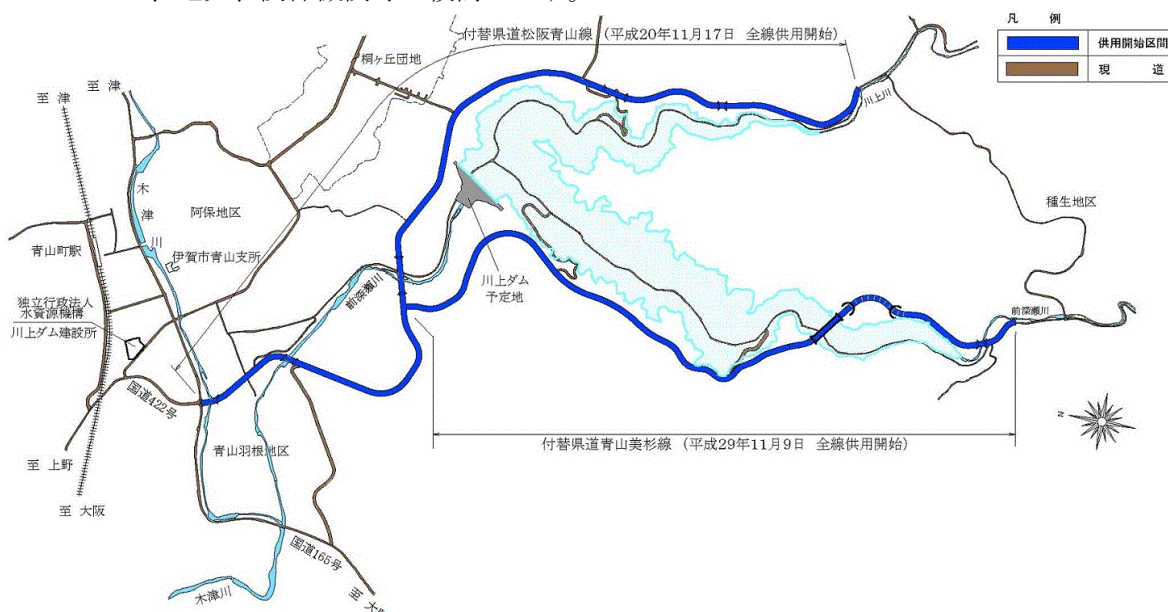 凡 例
供用開始区間
現 道
付替県道松阪青山線 (平成20年11月17日 全線供用開始)
桐ヶ丘団地
至 津
至 津
川上川
木津川
阿保地区
種生地区
青山町駅
伊賀市青山支所
川上ダム
予定地
前深瀬川
前深瀬川
独立行政法人
水資源機構
川上ダム建設所
国道422号
N
付替県道青山美杉線 (平成29年11月9日 全線供用開始)
青山羽根地区
至 上野
至 大阪
国道165号
木津川
至 大阪